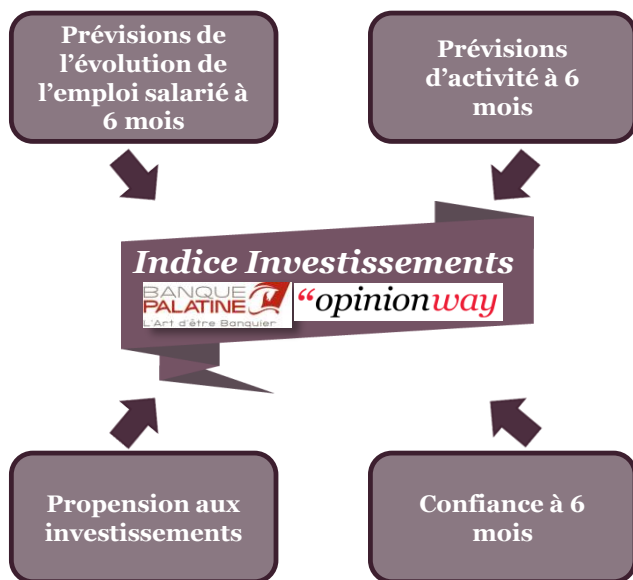 Prévisions de
l’évolution de
l’emploi salarié à
6 mois
Prévisions
d’activité à 6
mois
Indice Investissements
BANQUE
PALATINE
L'Art d'être Banquier
“opinionway
Propension aux
investissements
Confiance à 6
mois